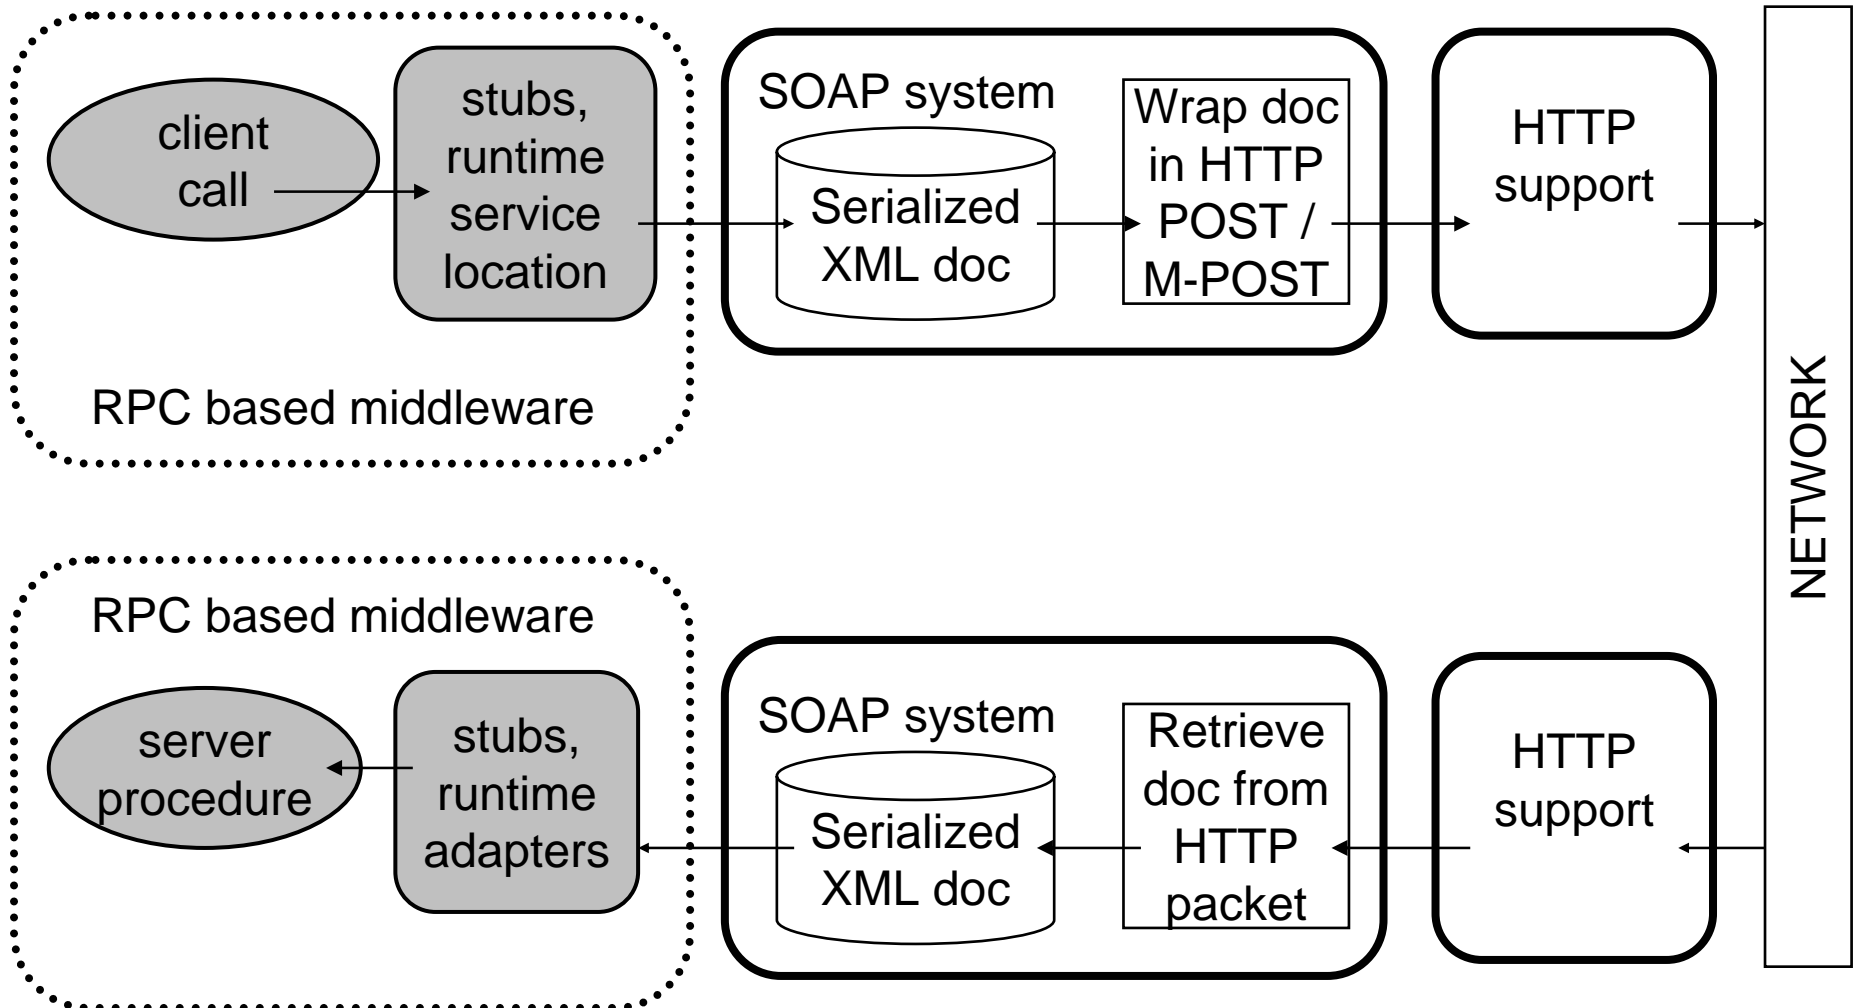 client
call
stubs,
runtime
service
location
RPC based middleware
SOAP system
Serialized
XML doc
Wrap doc
in HTTP
POST /
M-POST
HTTP
support
NETWORK
RPC based middleware
server
procedure
stubs,
runtime
adapters
SOAP system
Serialized
XML doc
Retrieve
doc from
HTTP
packet
HTTP
support